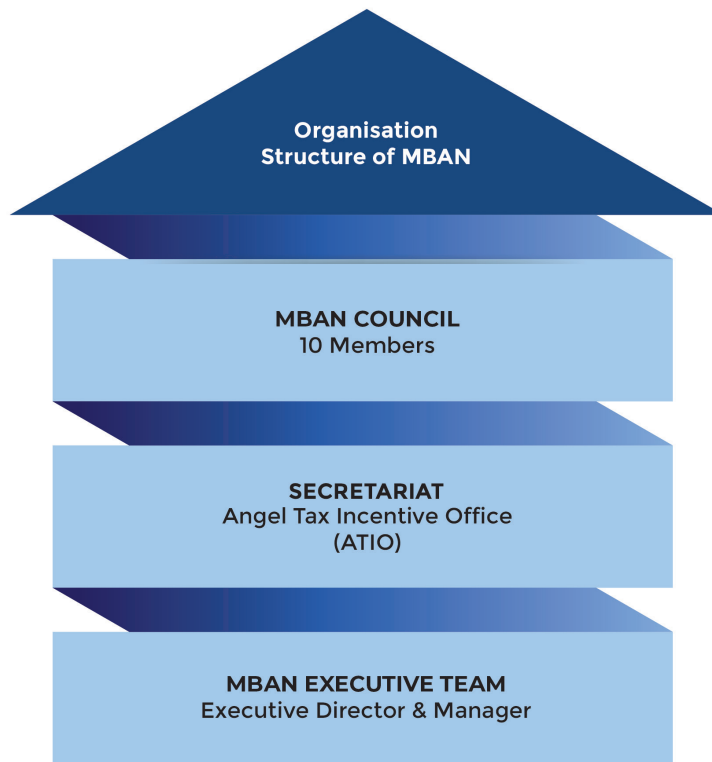 Organisation
Structure of MBAN
MBAN COUNCIL
10 Members
SECRETARIAT
Angel Tax Incentive Office
(ATIO)
MBAN EXECUTIVE TEAM
Executive Director & Manager